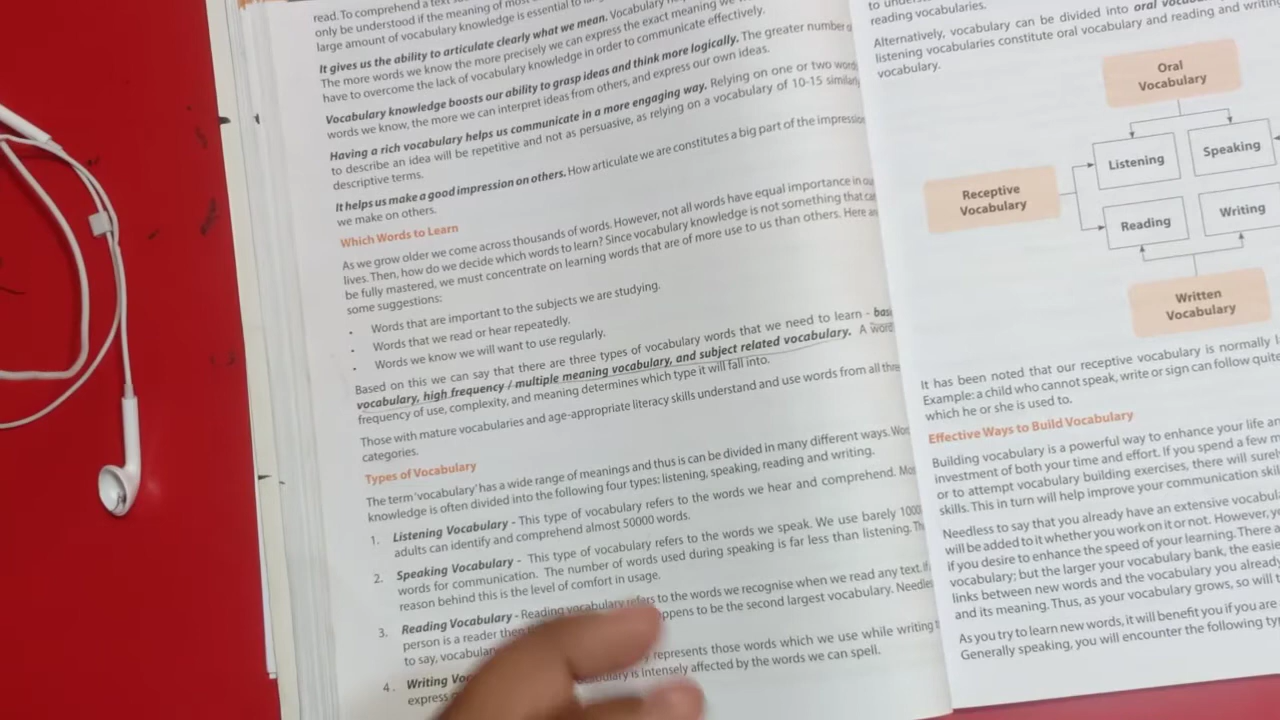 read. To comprehend a text
only be understood if the meaning of most
large amount of vocabulary knowledge is essential to
It gives us the ability to articulate clearly what we mean. Vocabulary
The more words we know the more precisely we can express the exact meaning we
have to overcome the lack of vocabulary knowledge in order to communicate effectively.
Vocabulary knowledge boosts our ability to grasp ideas and think more logically. The greater number
words we know, the more we can interpret ideas from others, and express our own ideas.
Having a rich vocabulary helps us communicate in a more engaging way. Relying on one or two
to describe an idea will be repetitive and not as persuasive, as relying on a vocabulary of 10-15
descriptive terms.
It helps us make a good impression on others. How articulate we are constitutes a big part of the
we make on others.
Which Words to Learn
As we grow older we come across thousands of words. However, not all words have equal importance in
lives. Then, how do we decide which words to learn? Since vocabulary knowledge is not something that
be fully mastered, we must concentrate on learning words that are of more use to us than others. Here
some suggestions:
• Words that are important to the subjects we are studying.
• Words that we read or hear repeatedly.
• Words we know we will want to use regularly.
Based on this we can say that there are three types of vocabulary words that we need to learn -
vocabulary, high frequency / multiple meaning vocabulary, and subject related vocabulary. A
frequency of use, complexity, and meaning determines which type it will fall into.
Those with mature vocabularies and age-appropriate literacy skills understand and use words from all
categories.
Types of Vocabulary
The term 'vocabulary' has a wide range of meanings and thus is can be divided in many different ways.
knowledge is often divided into the following four types: listening, speaking, reading and writing.
1. Listening Vocabulary - This type of vocabulary refers to the words we hear and comprehend.
adults can identify and comprehend almost 50000 words.
2. Speaking Vocabulary - This type of vocabulary refers to the words we speak. We use barely
words for communication. The number of words used during speaking is far less than listening.
reason behind this is the level of comfort in usage.
3. Reading Vocabulary - Reading vocabulary refers to the words we recognise when we read any text.
person is a reader then happens to be the second largest vocabulary.
to say,
4. Writing represents those words which we use while writing
express is intensely affected by the words we can spell.
reading vocabularies.
Alternatively, vocabulary can be divided into oral
listening vocabularies constitute oral vocabulary and reading and
vocabulary.
Oral
Vocabulary
Listening
Speaking
Receptive
Vocabulary
Reading
Writing
Written
Vocabulary
It has been noted that our receptive vocabulary is normally
Example: a child who cannot speak, write or sign can follow
which he or she is used to.
Effective Ways to Build Vocabulary
Building vocabulary is a powerful way to enhance your life
investment of both your time and effort. If you spend a few
or to attempt vocabulary building exercises, there will
skills. This in turn will help improve your communication
Needless to say that you already have an extensive
will be added to it whether you work on it or not. However,
if you desire to enhance the speed of your learning. There
vocabulary; but the larger your vocabulary bank, the
links between new words and the vocabulary you already
and its meaning. Thus, as your vocabulary grows, so will
As you try to learn new words, it will benefit you if you are
Generally speaking, you will encounter the following